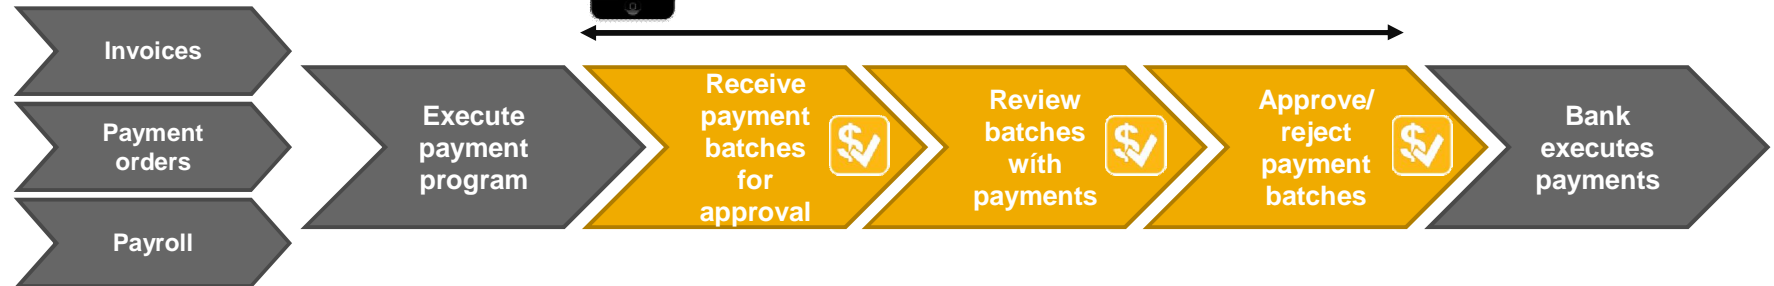 Invoices
Payment
orders
Payroll
Execute
payment
program
Receive
payment
batches
for
approval
Review
batches
wíth
payments
Approve/
reject
payment
batches
Bank
executes
payments